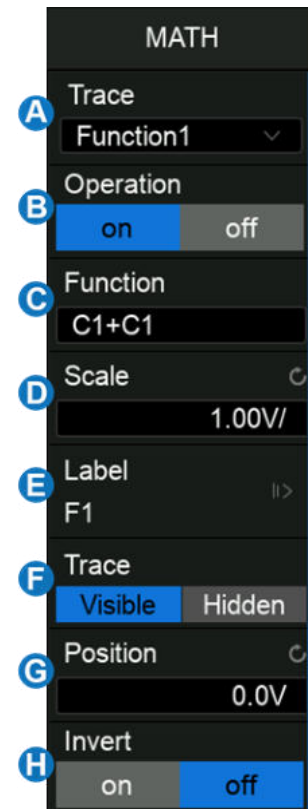 MATH
A Trace
Function1
B Operation
on off
C Function
C1+C1
D Scale
1.00V/
E Label
F1
F Trace
Visible Hidden
G Position
0.0V
H Invert
on off